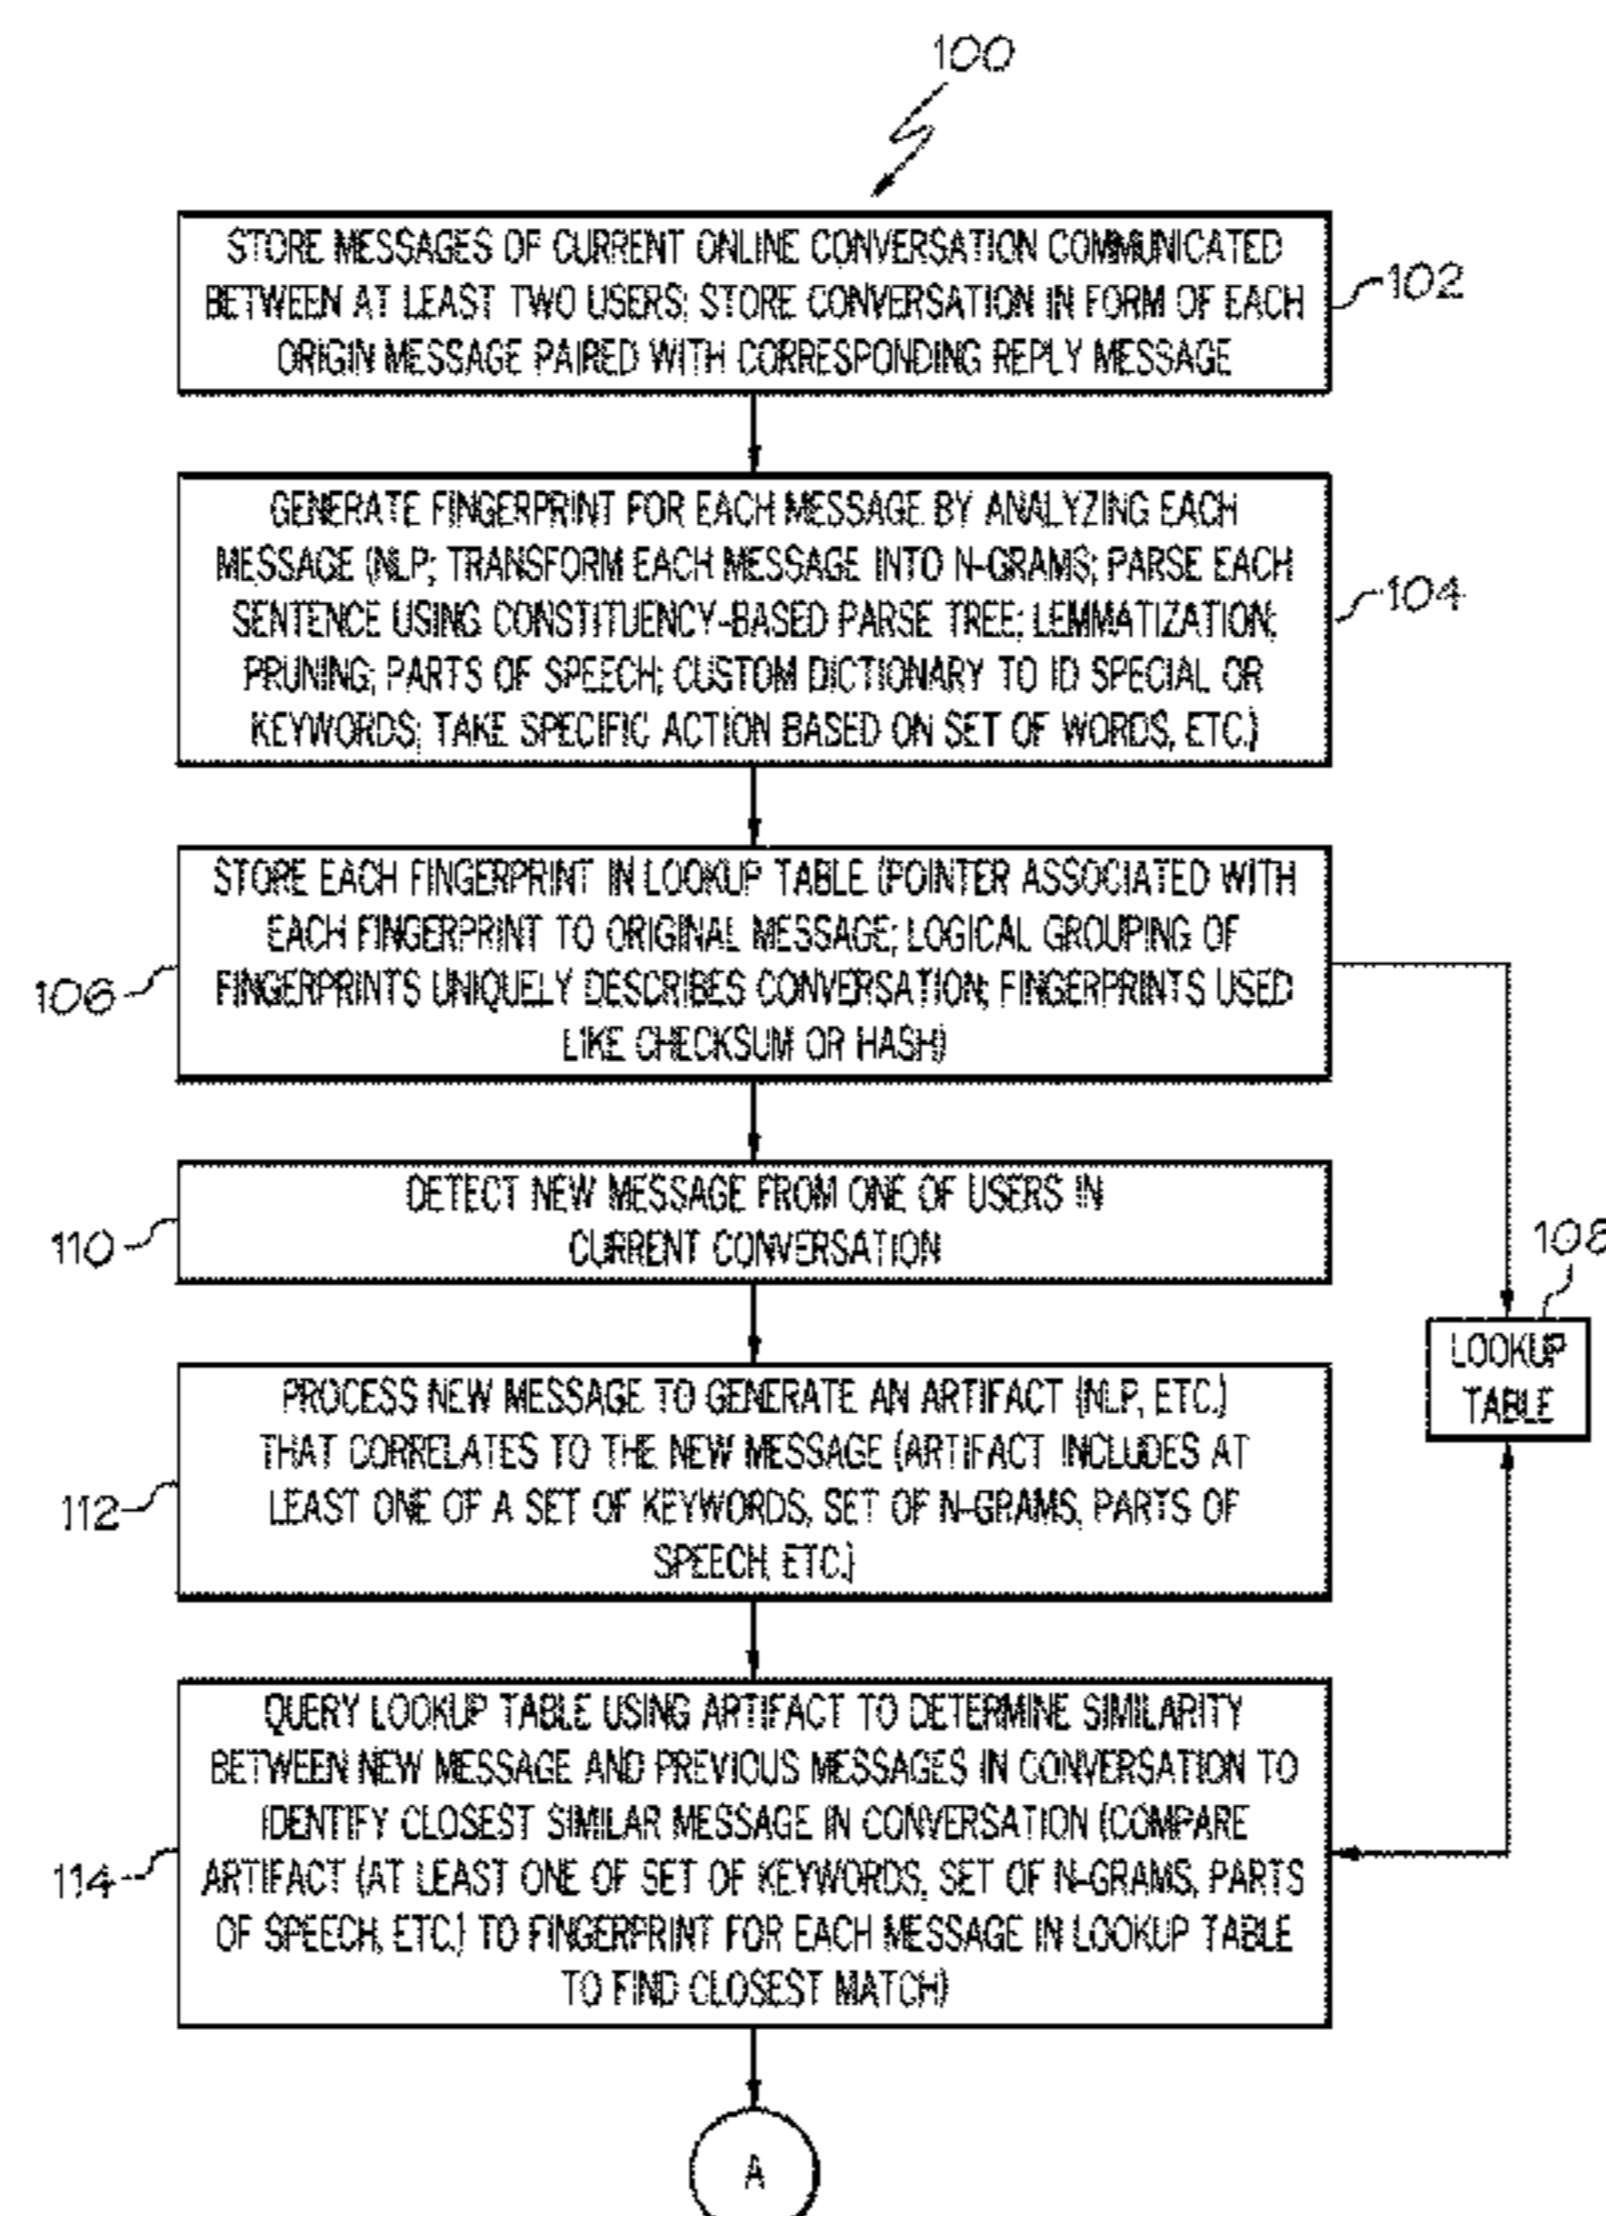 100
STORE MESSAGES OF CURRENT ONLINE CONVERSATION COMMUNICATED
BETWEEN AT LEAST TWO USERS; STORE CONVERSATION IN FORM OF EACH
ORIGIN MESSAGE PAIRED WITH CORRESPONDING REPLY MESSAGE
102
GENERATE FINGERPRINT FOR EACH MESSAGE BY ANALYZING EACH
MESSAGE (NLP; TRANSFORM EACH MESSAGE INTO N-GRAMS; PARSE EACH
SENTENCE USING CONSTITUENCY-BASED PARSE TREE; LEMMATIZATION;
PRUNING; PARTS OF SPEECH; CUSTOM DICTIONARY TO ID SPECIAL OR
KEYWORDS; TAKE SPECIFIC ACTION BASED ON SET OF WORDS, ETC.)
104
STORE EACH FINGERPRINT IN LOOKUP TABLE (POINTER ASSOCIATED WITH
EACH FINGERPRINT TO ORIGINAL MESSAGE; LOGICAL GROUPING OF
FINGERPRINTS UNIQUELY DESCRIBES CONVERSATION; FINGERPRINTS USED
LIKE CHECKSUM OR HASH)
106
DETECT NEW MESSAGE FROM ONE OF USERS IN
CURRENT CONVERSATION
110
108
LOOKUP
TABLE
PROCESS NEW MESSAGE TO GENERATE AN ARTIFACT (NLP, ETC.)
THAT CORRELATES TO THE NEW MESSAGE (ARTIFACT INCLUDES AT
LEAST ONE OF A SET OF KEYWORDS, SET OF N-GRAMS, PARTS OF
SPEECH, ETC.)
112
QUERY LOOKUP TABLE USING ARTIFACT TO DETERMINE SIMILARITY
BETWEEN NEW MESSAGE AND PREVIOUS MESSAGES IN CONVERSATION TO
IDENTIFY CLOSEST SIMILAR MESSAGE IN CONVERSATION (COMPARE
ARTIFACT (AT LEAST ONE OF SET OF KEYWORDS, SET OF N-GRAMS, PARTS
OF SPEECH, ETC.) TO FINGERPRINT FOR EACH MESSAGE IN LOOKUP TABLE
TO FIND CLOSEST MATCH)
114
A